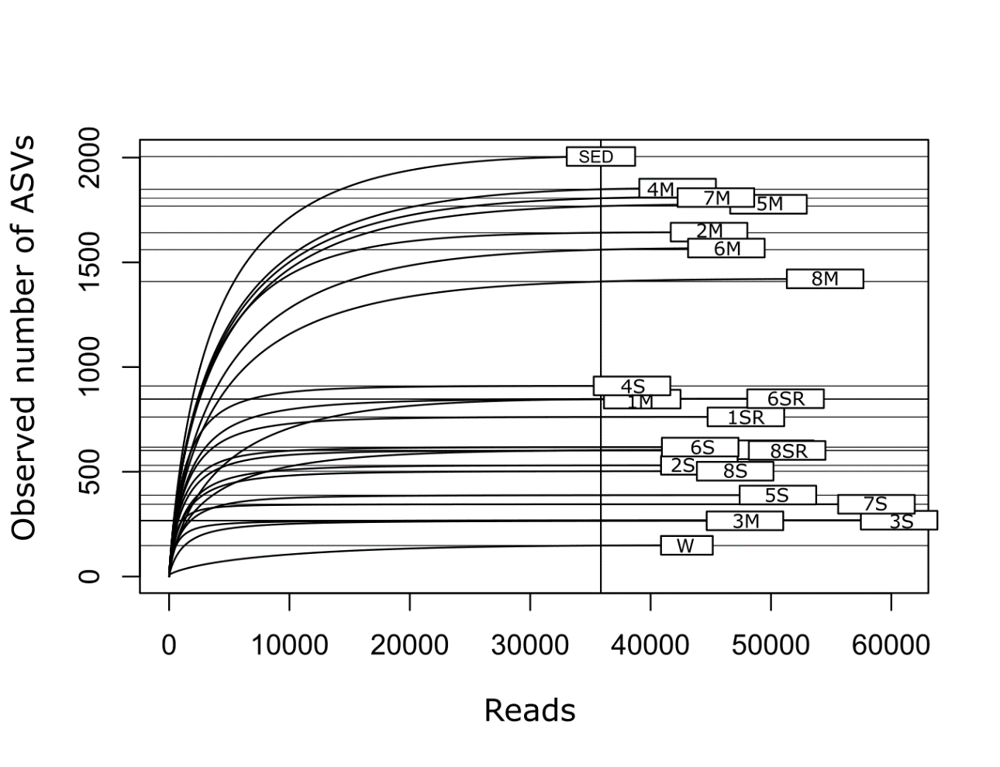 Observed number of ASVs
2000
1500
1000
500
0
SED
4M
7M
5M
2M
6M
8M
4S
1M
6SR
1SR
6S
8SR
2S
8S
5S
7S
3M
3S
W
0 10000 20000 30000 40000 50000 60000
Reads